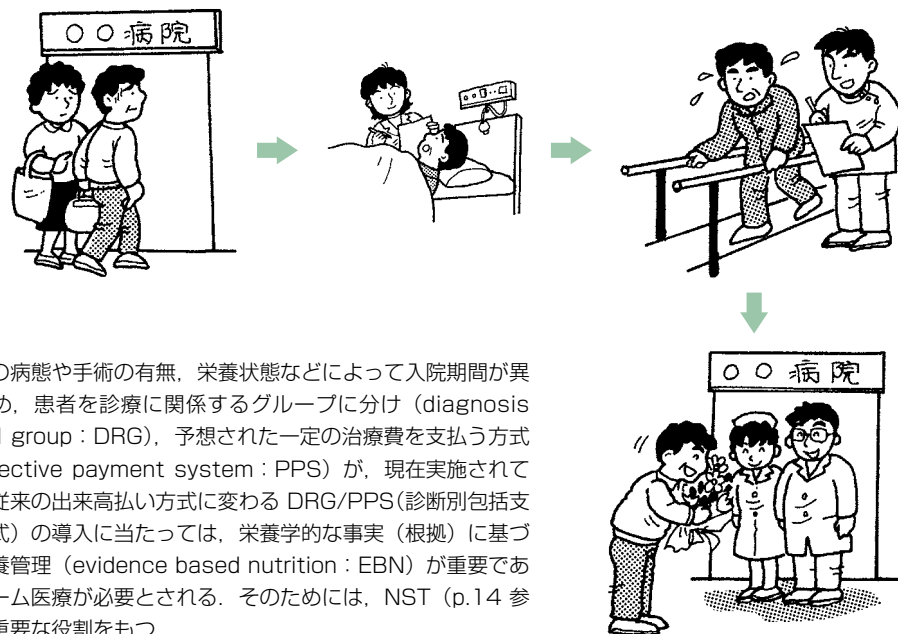 ○○病院
○○病院
の病態や手術の有無，栄養状態などによって入院期間が異
め，患者を診療に関係するグループに分け（diagnosis
group：DRG），予想された一定の治療費を支払う方式
ective payment system：PPS）が，現在実施されて
従来の出来高払い方式に変わる DRG/PPS（診断別包括支
式）の導入に当たっては，栄養学的な事実（根拠）に基づ
養管理（evidence based nutrition：EBN）が重要であ
ーム医療が必要とされる．そのためには，NST（p.14 参
重要な役割をもつ